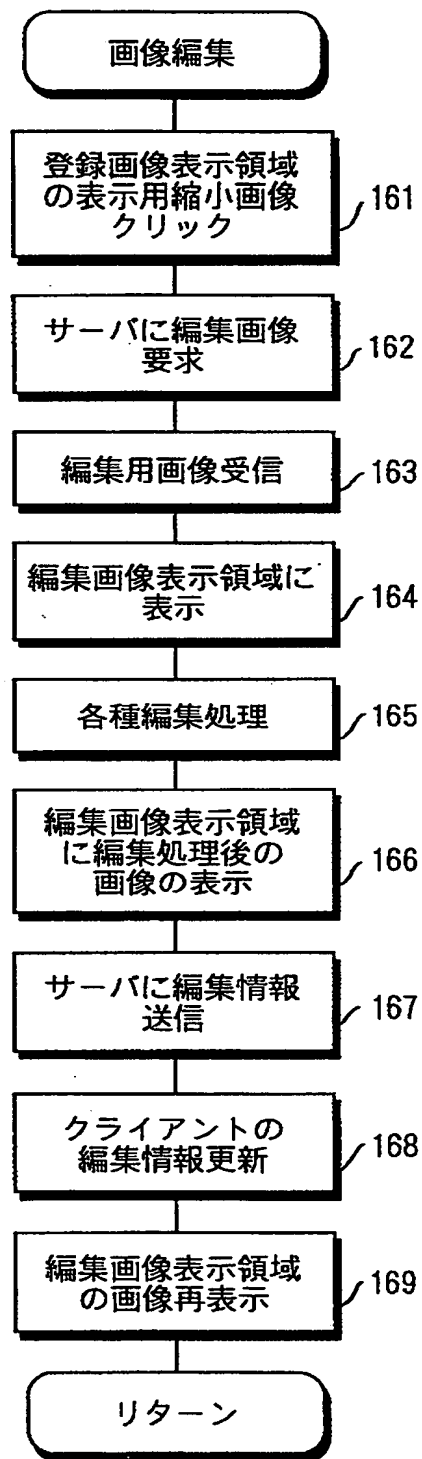 画像編集
登録画像表示領域
の表示用縮小画像
クリック
161
サーバに編集画像
要求
162
編集用画像受信
163
編集画像表示領域に
表示
164
各種編集処理
165
編集画像表示領域
に編集処理後の
画像の表示
166
サーバに編集情報
送信
167
クライアントの
編集情報更新
168
編集画像表示領域
の画像再表示
169
リターン